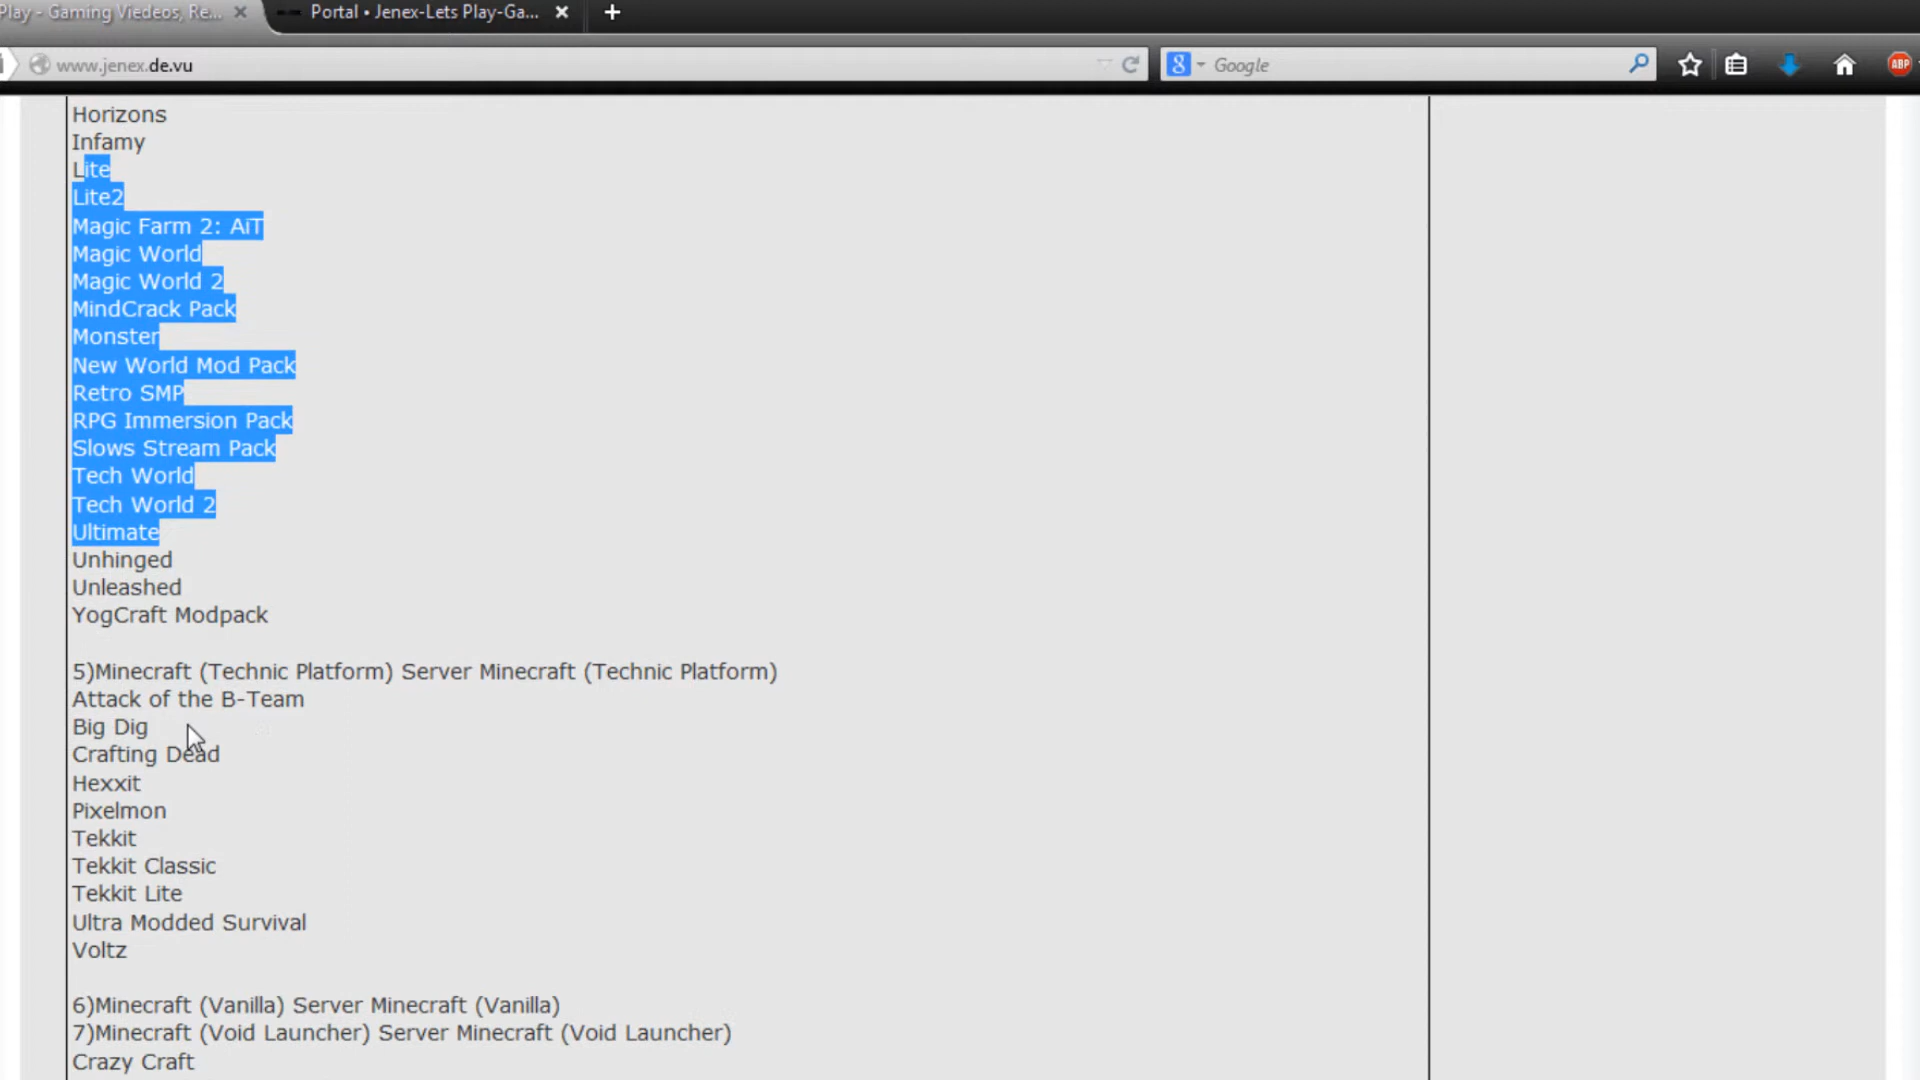 Play - Gaming Viedeos, Re...
Portal • Jenex-Lets Play-Ga...
www.jenex.de.vu
8
Google
ABP
Horizons
Infamy
Lite
Lite2
Magic Farm 2: AiT
Magic World
Magic World 2
MindCrack Pack
Monster
New World Mod Pack
Retro SMP
RPG Immersion Pack
Slows Stream Pack
Tech World
Tech World 2
Ultimate
Unhinged
Unleashed
YogCraft Modpack
5)Minecraft (Technic Platform) Server Minecraft (Technic Platform)
Attack of the B-Team
Big Dig
Crafting Dead
Hexxit
Pixelmon
Tekkit
Tekkit Classic
Tekkit Lite
Ultra Modded Survival
Voltz
6)Minecraft (Vanilla) Server Minecraft (Vanilla)
7)Minecraft (Void Launcher) Server Minecraft (Void Launcher)
Crazy Craft